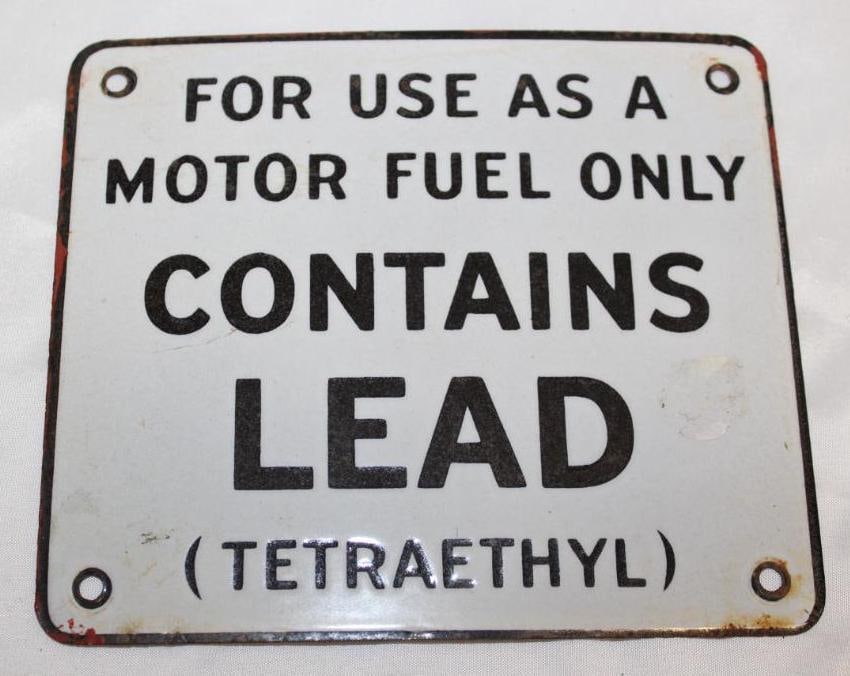 FOR USE AS A
MOTOR FUEL ONLY
CONTAINS
LEAD
(TETRAETHYL)